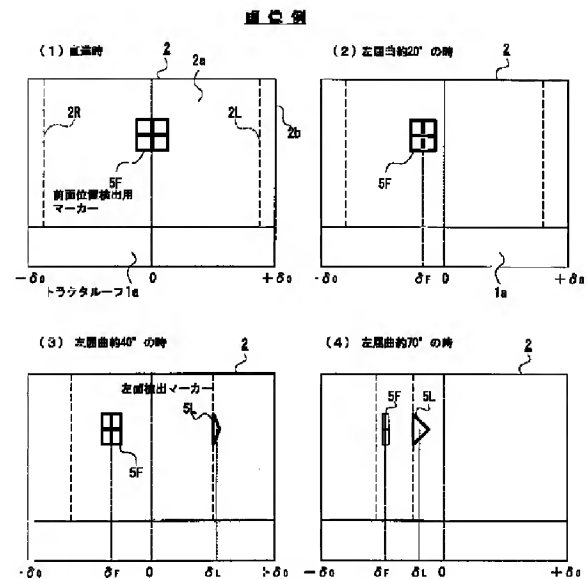 画像例
(1) 直進時
2
2a
2R
2L
2b
5F
前面位置検出用
マーカー
-δ0
0
+δ0
トラクタルーフ1a
(2) 左屈曲約20°の時
2
5F
1a
-δ0
δF
0
+δ0
(3) 左屈曲約40°の時
2
左面検出マーカー
5L
5F
-δ0
δF
0
δL
+δ0
(4) 左屈曲約70°の時
2
5F
5L
-δ0
δF
δL
0
+δ0